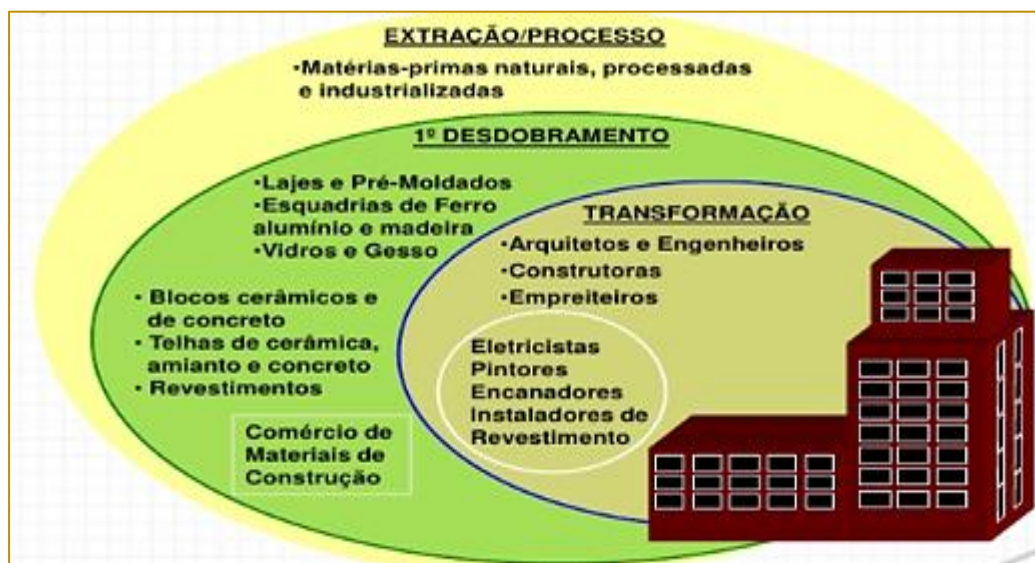 EXTRAÇÃO/PROCESSO
•Matérias-primas naturais, processadas
e industrializadas
1º DESDOBRAMENTO
•Lajes e Pré-Moldados
•Esquadrias de Ferro
alumínio e madeira
•Vidros e Gesso
• Blocos cerâmicos e
de concreto
• Telhas de cerâmica,
amianto e concreto
• Revestimentos
Comércio de
Materiais de
Construção
TRANSFORMAÇÃO
•Arquitetos e Engenheiros
•Construtoras
•Empreiteiros
Eletricistas
Pintores
Encanadores
Instaladores de
Revestimento